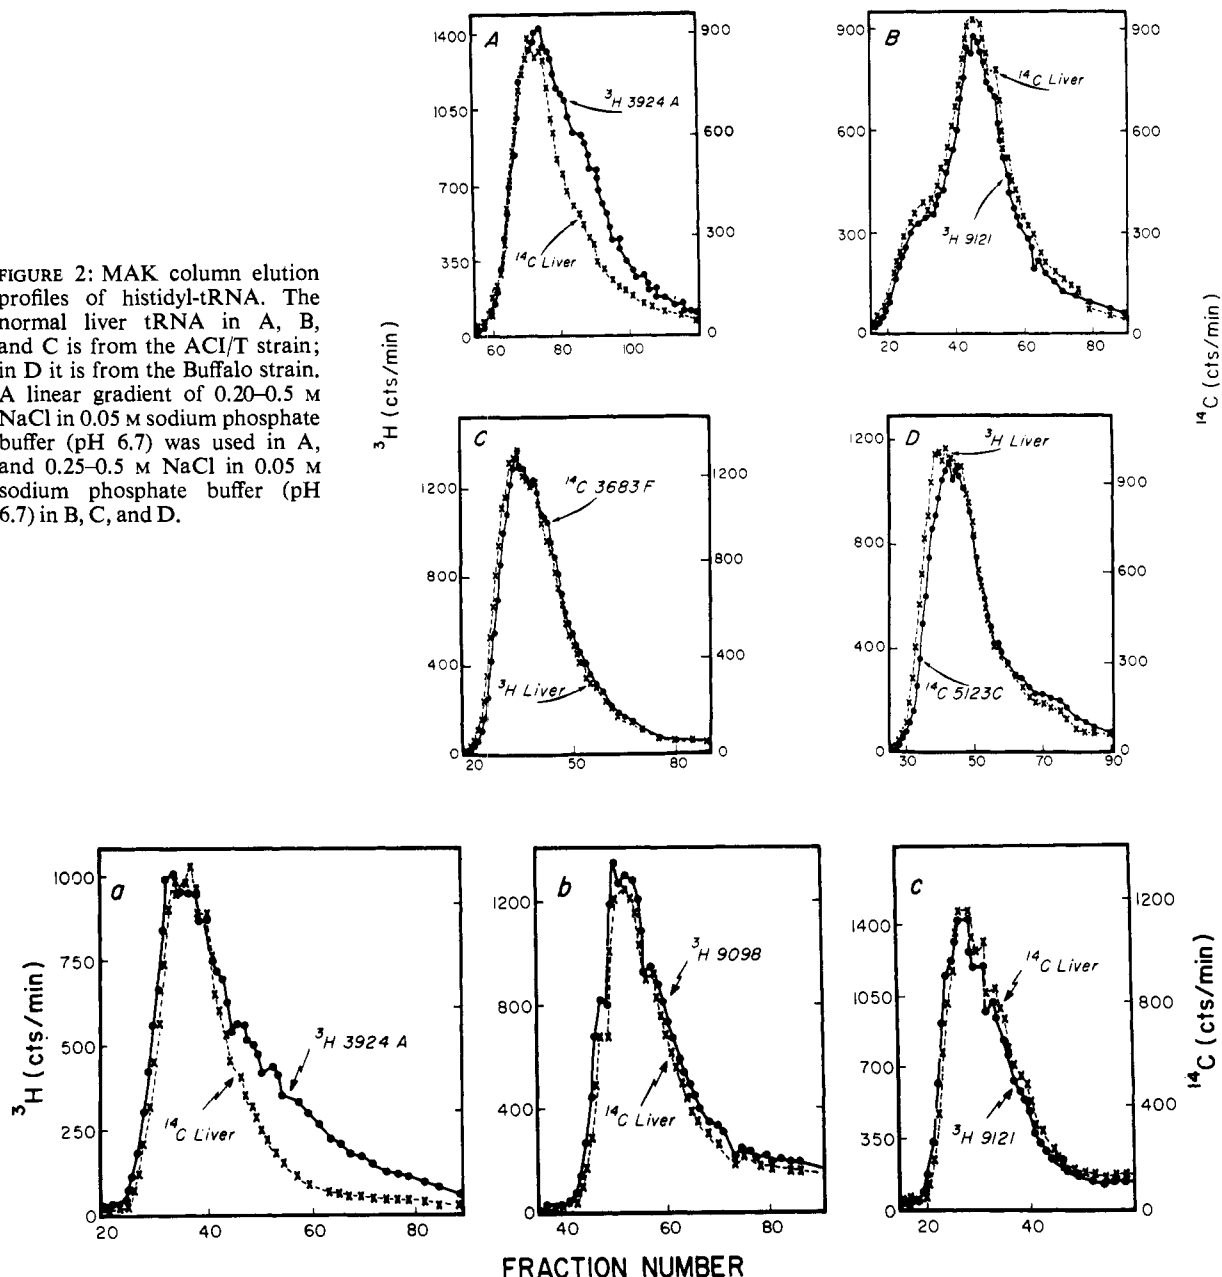 FIGURE 2: MAK column elution
profiles of histidyl-tRNA. The
normal liver tRNA in A, B,
and C is from the ACI/T strain;
in D it is from the Buffalo strain.
A linear gradient of 0.20–0.5 M
NaCl in 0.05 M sodium phosphate
buffer (pH 6.7) was used in A,
and 0.25–0.5 M NaCl in 0.05 M
sodium phosphate buffer (pH
6.7) in B, C, and D.
³H (cts/min)
¹⁴C (cts/min)
A
1400
1050
700
350
0
900
600
300
0
60
80
100
³H 3924 A
¹⁴C Liver
B
900
600
300
0
15
40
60
80
¹⁴C Liver
³H 9121
C
1200
800
400
0
1200
800
400
0
20
50
80
¹⁴C 3683 F
³H Liver
D
1200
800
400
0
900
600
300
0
25
30
50
70
90
³H Liver
¹⁴C 5123C
³H (cts/min)
a
1000
750
500
250
0
20
40
60
80
³H 3924 A
¹⁴C Liver
b
1200
800
400
0
40
60
80
³H 9098
¹⁴C Liver
c
1400
1050
700
350
0
1200
800
400
0
20
40
¹⁴C Liver
³H 9121
¹⁴C (cts/min)
FRACTION NUMBER